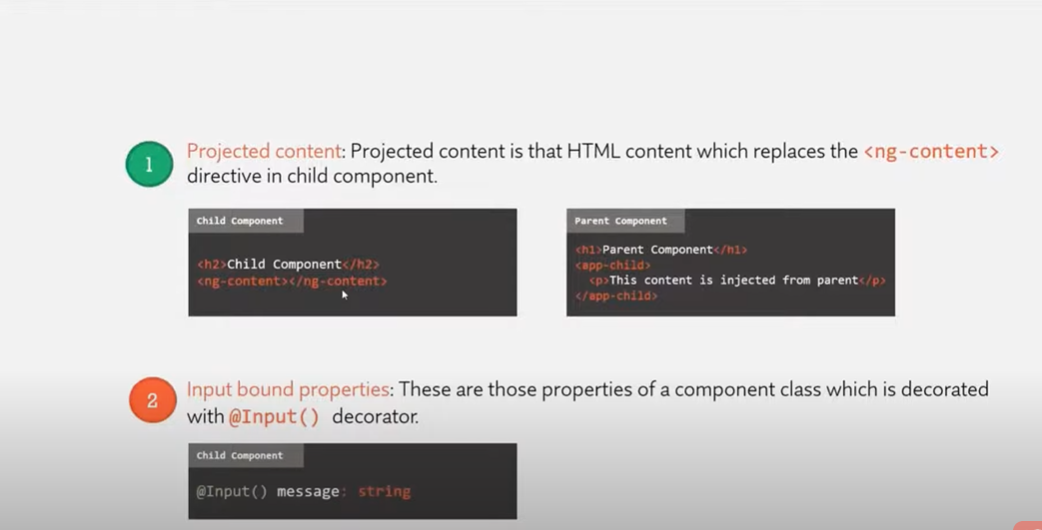 1
Projected content: Projected content is that HTML content which replaces the <ng-content>
directive in child component.
Child Component
<h2>Child Component</h2>
<ng-content></ng-content>
Parent Component
<h1>Parent Component</h1>
<app-child>
<p>This content is injected from parent</p>
</app-child>
2
Input bound properties: These are those properties of a component class which is decorated
with @Input() decorator.
Child Component
@Input() message: string